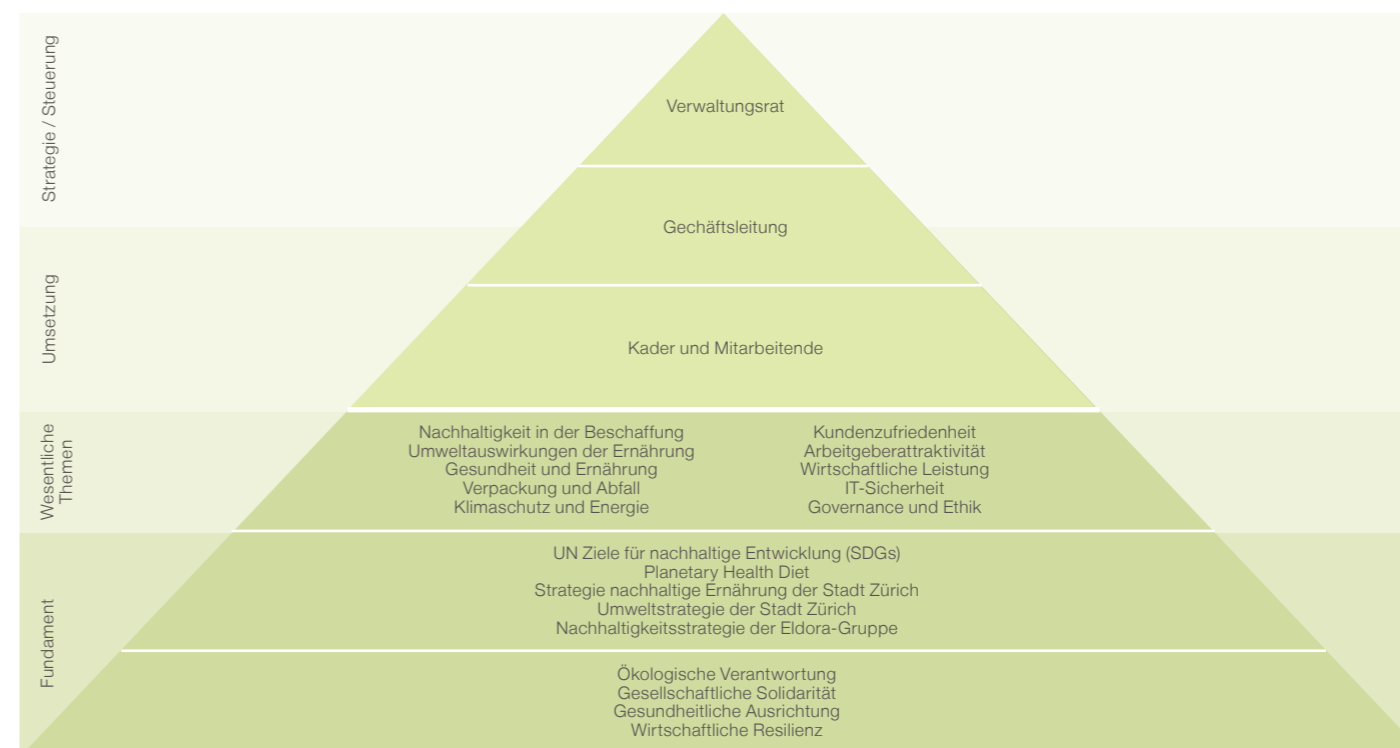 Strategie / Steuerung
Verwaltungsrat
Gechäftsleitung
Umsetzung
Kader und Mitarbeitende
Wesentliche
Themen
Nachhaltigkeit in der Beschaffung
Umweltauswirkungen der Ernährung
Gesundheit und Ernährung
Verpackung und Abfall
Klimaschutz und Energie
Kundenzufriedenheit
Arbeitgeberattraktivität
Wirtschaftliche Leistung
IT-Sicherheit
Governance und Ethik
Fundament
UN Ziele für nachhaltige Entwicklung (SDGs)
Planetary Health Diet
Strategie nachhaltige Ernährung der Stadt Zürich
Umweltstrategie der Stadt Zürich
Nachhaltigkeitsstrategie der Eldora-Gruppe
Ökologische Verantwortung
Gesellschaftliche Solidarität
Gesundheitliche Ausrichtung
Wirtschaftliche Resilienz